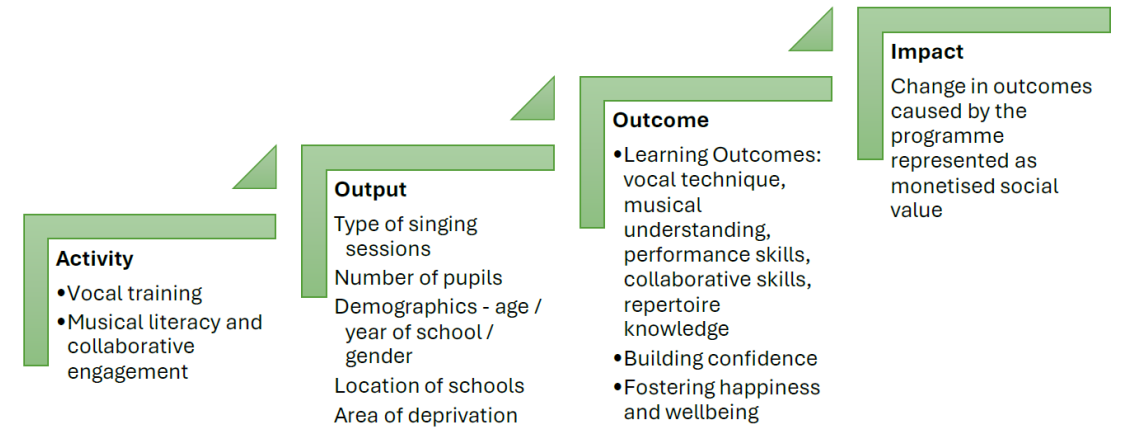 Activity
•Vocal training
•Musical literacy and
collaborative
engagement
Output
Type of singing
sessions
Number of pupils
Demographics - age /
year of school /
gender
Location of schools
Area of deprivation
Outcome
•Learning Outcomes:
vocal technique,
musical
understanding,
performance skills,
collaborative skills,
repertoire
knowledge
•Building confidence
•Fostering happiness
and wellbeing
Impact
Change in outcomes
caused by the
programme
represented as
monetised social
value